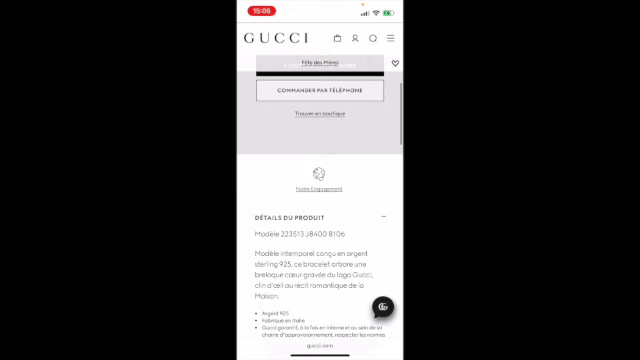 15:06
GUCCI
Fête des Mères
COMMANDER PAR TÉLÉPHONE
Trouver en boutique
Notre Engagement
DÉTAILS DU PRODUIT
Modèle 223513 J8400 8106
Modèle intemporel conçu en argent
sterling 925, ce bracelet arbore une
breloque cœur gravée du logo Gucci,
clin d'œil au récit romantique de la
Maison.
Argent 925
Fabriqué en Italie
Gucci garantit, à la fois en interne et au sein de sa
chaîne d'approvisionnement, respecter les normes
gucci.com